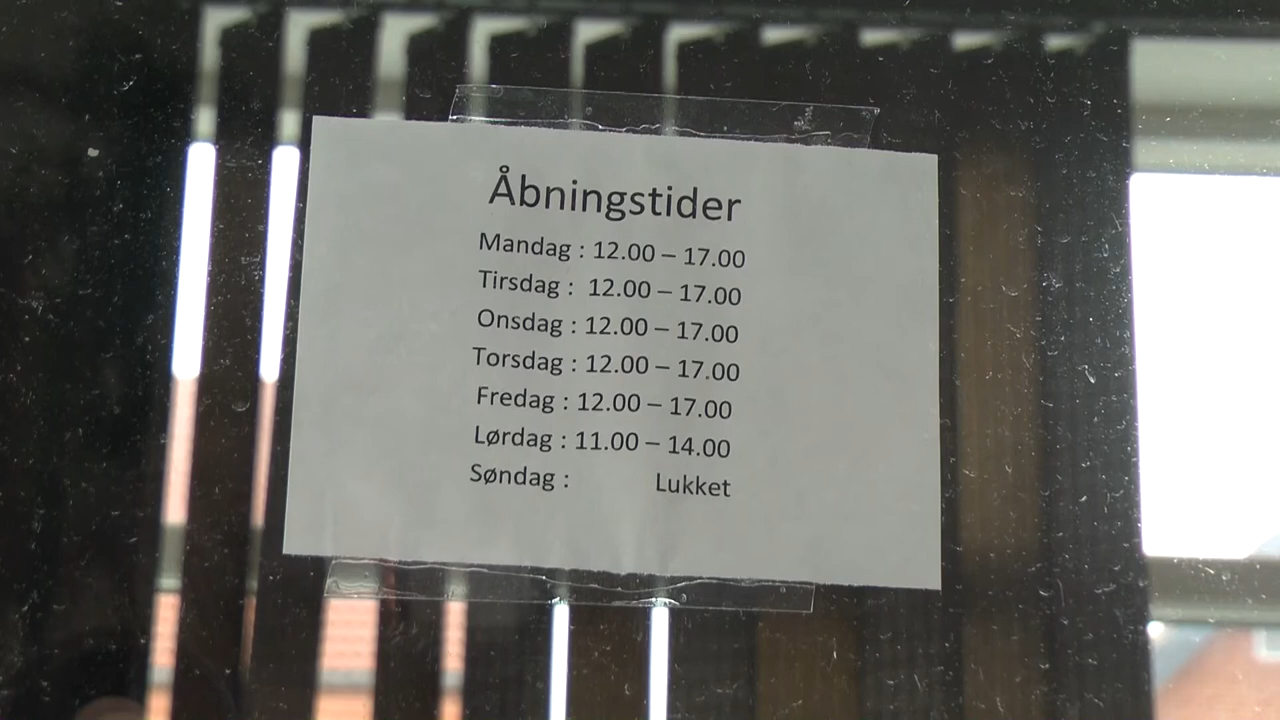 Åbningstider
Mandag : 12.00 – 17.00
Tirsdag :  12.00 – 17.00
Onsdag : 12.00 – 17.00
Torsdag : 12.00 – 17.00
Fredag : 12.00 – 17.00
Lørdag : 11.00 – 14.00
Søndag :            Lukket